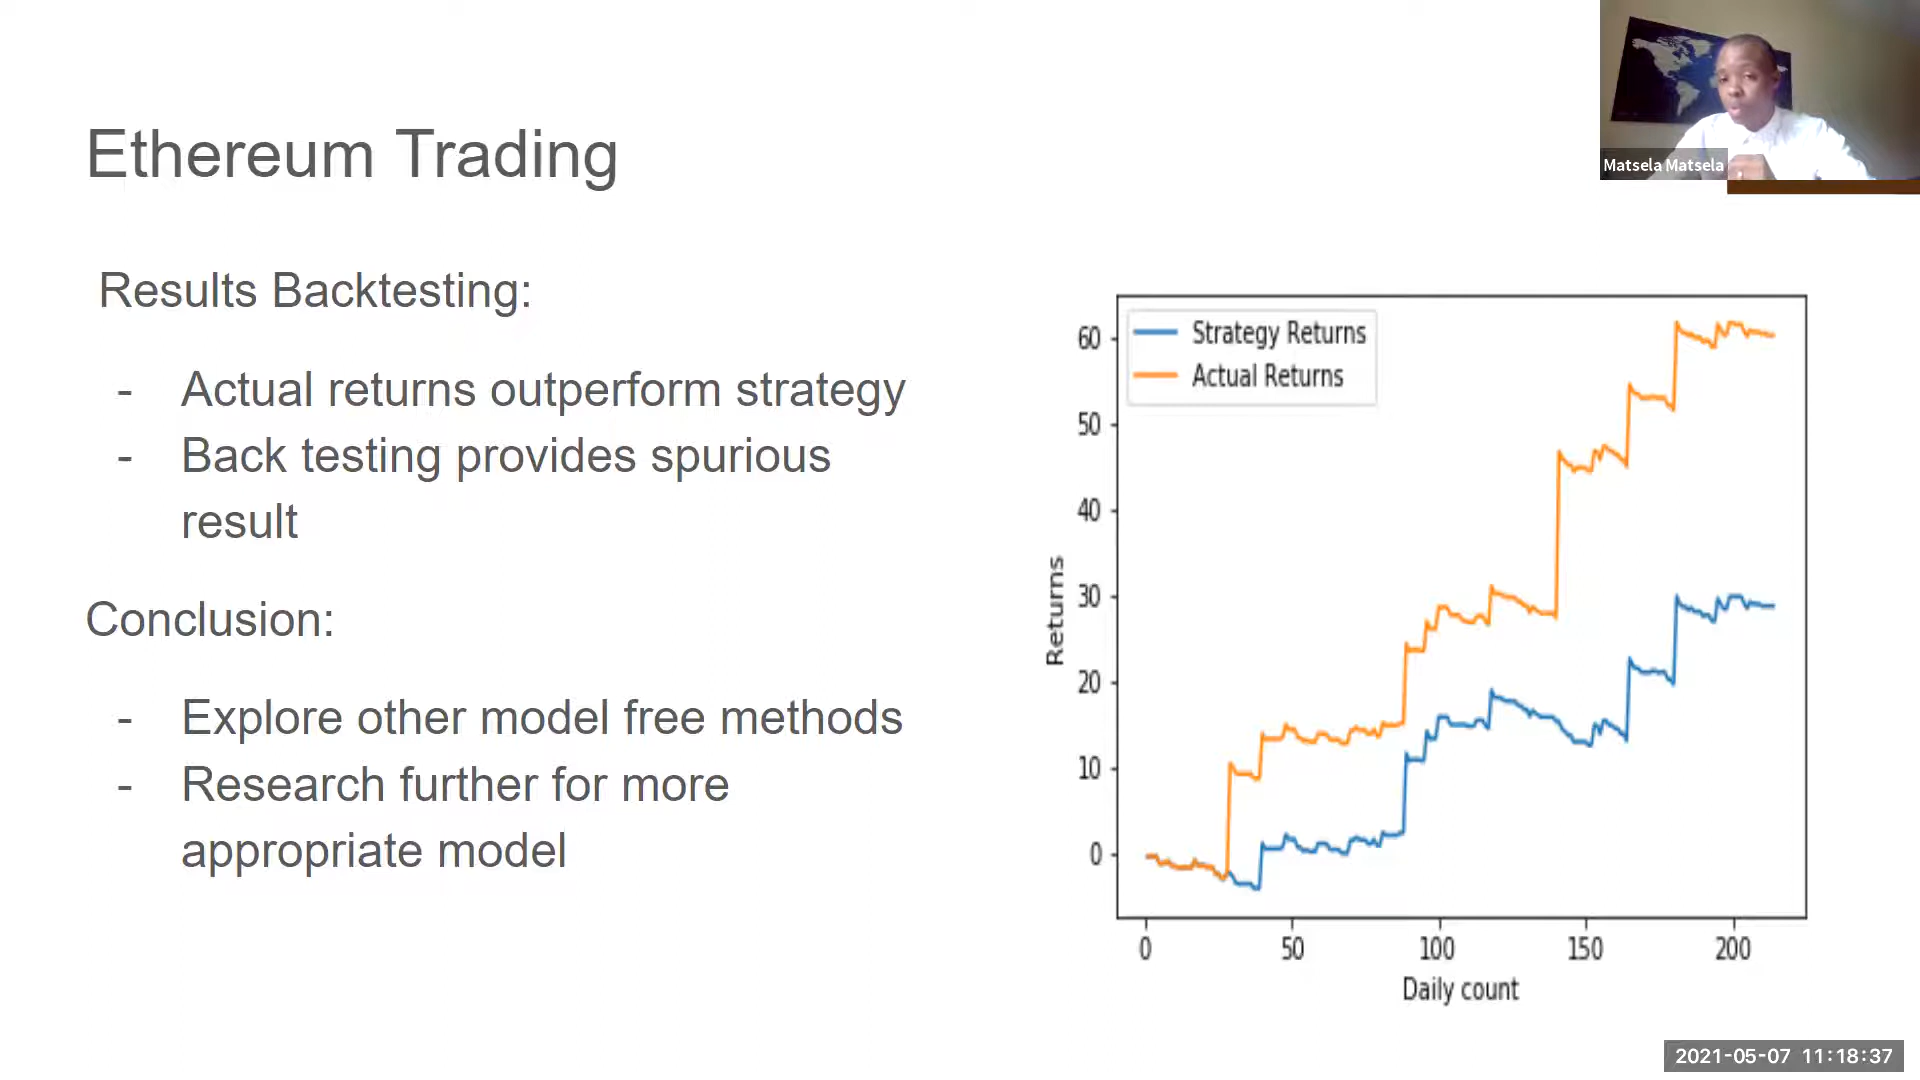 Ethereum Trading
Matsela Matsela
Results Backtesting:
- Actual returns outperform strategy
- Back testing provides spurious
result
Conclusion:
- Explore other model free methods
- Research further for more
appropriate model
Strategy Returns
Actual Returns
Returns
60
50
40
30
20
10
0
0 50 100 150 200
Daily count
2021-05-07 11:18:37